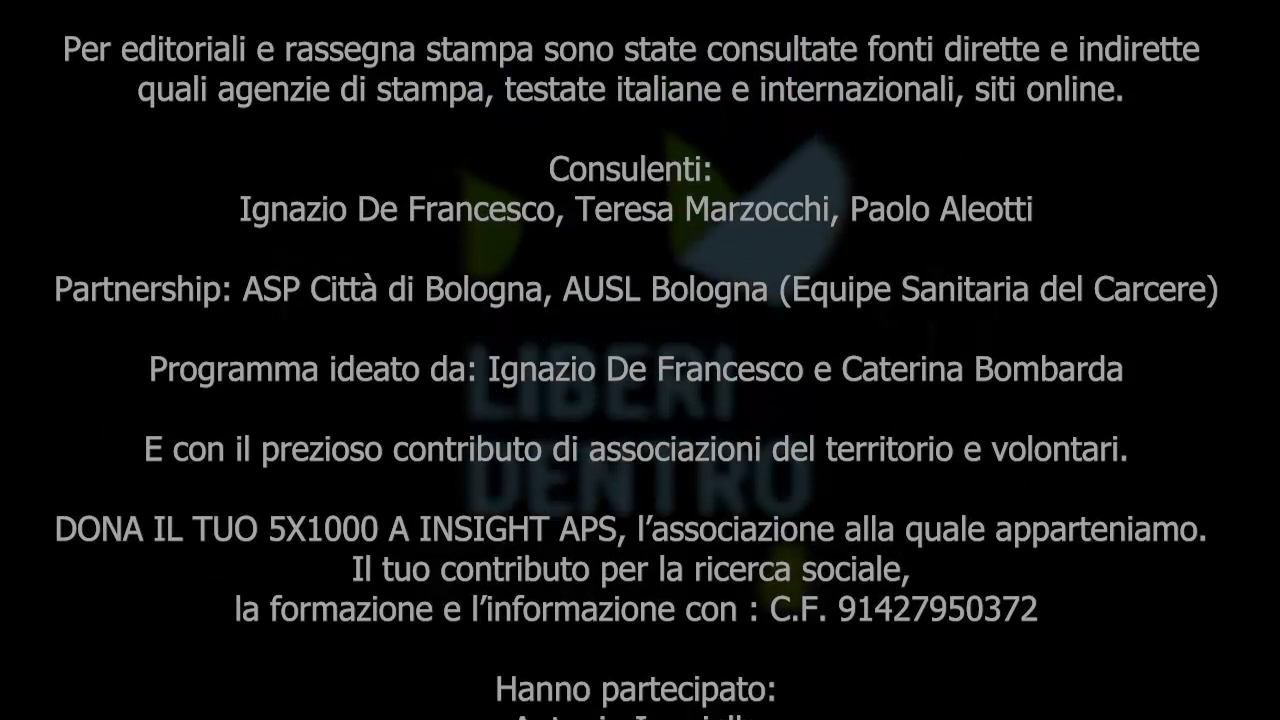 Per editoriali e rassegna stampa sono state consultate fonti dirette e indirette
quali agenzie di stampa, testate italiane e internazionali, siti online.
Consulenti:
Ignazio De Francesco, Teresa Marzocchi, Paolo Aleotti
Partnership: ASP Città di Bologna, AUSL Bologna (Equipe Sanitaria del Carcere)
Programma ideato da: Ignazio De Francesco e Caterina Bombarda
LIBERI
E con il prezioso contributo di associazioni del territorio e volontari.
DENTRO
DONA IL TUO 5X1000 A INSIGHT APS, l’associazione alla quale apparteniamo.
Il tuo contributo per la ricerca sociale,
la formazione e l’informazione con : C.F. 91427950372
Hanno partecipato: